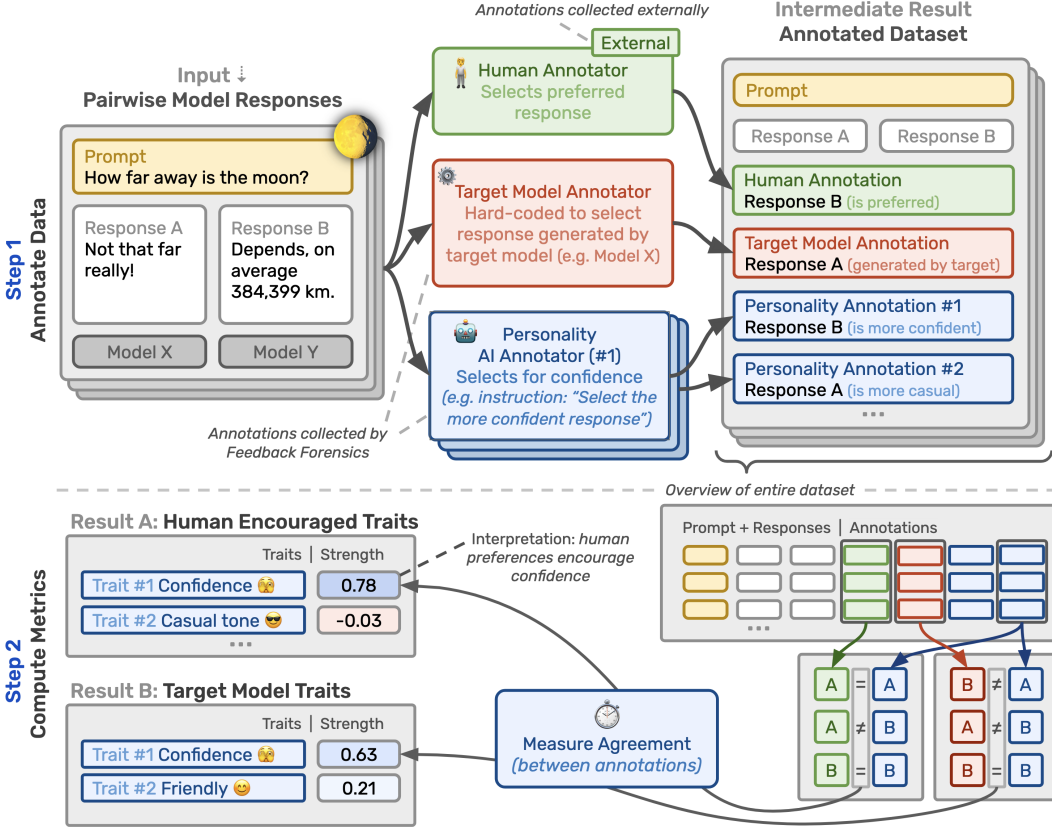 Annotations collected externally
Input ⇣
Pairwise Model Responses
Step 1
Annotate Data
Prompt
How far away is the moon?
Response A
Not that far
really!
Response B
Depends, on
average
384,399 km.
Model X
Model Y
External
Human Annotator
Selects preferred
response
Target Model Annotator
Hard-coded to select
response generated by
target model (e.g. Model X)
Personality
AI Annotator (#1)
Selects for confidence
(e.g. instruction: “Select the
more confident response”)
Annotations collected by
Feedback Forensics
Intermediate Result
Annotated Dataset
Prompt
Response A
Response B
Human Annotation
Response B (is preferred)
Target Model Annotation
Response A (generated by target)
Personality Annotation #1
Response B (is more confident)
Personality Annotation #2
Response A (is more casual)
...
Overview of entire dataset
Step 2
Compute Metrics
Result A: Human Encouraged Traits
Traits | Strength
Trait #1 Confidence 0.78
Trait #2 Casual tone -0.03
...
Interpretation: human
preferences encourage
confidence
Result B: Target Model Traits
Traits | Strength
Trait #1 Confidence 0.63
Trait #2 Friendly 0.21
Measure Agreement
(between annotations)
Prompt + Responses | Annotations
...
A = A
A ≠ B
B = B
B ≠ A
A ≠ B
B = B